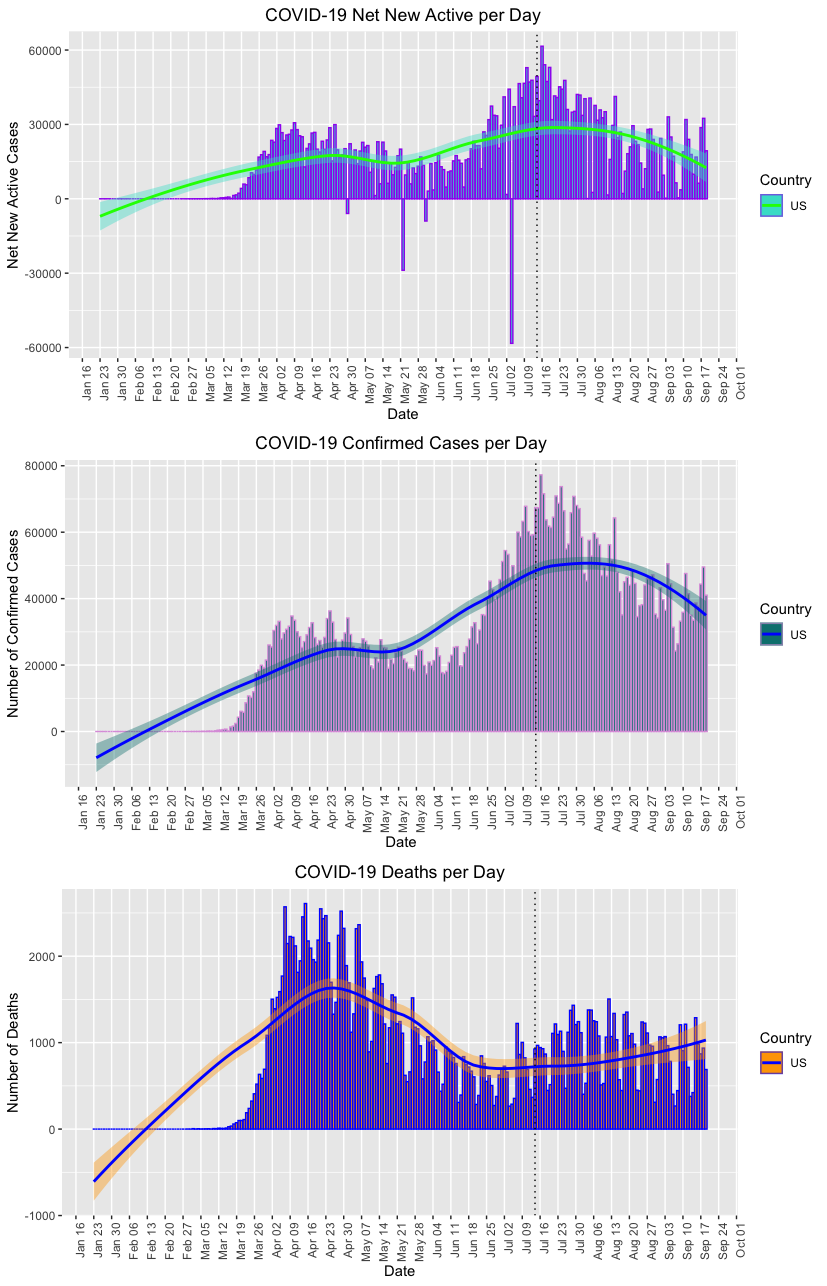 COVID-19 Net New Active per Day
Net New Active Cases
60000
30000
0
-30000
-60000
Jan 16
Jan 23
Jan 30
Feb 06
Feb 13
Feb 20
Feb 27
Mar 05
Mar 12
Mar 19
Mar 26
Apr 02
Apr 09
Apr 16
Apr 23
Apr 30
May 07
May 14
May 21
May 28
Jun 04
Jun 11
Jun 18
Jun 25
Jul 02
Jul 09
Jul 16
Jul 23
Jul 30
Aug 06
Aug 13
Aug 20
Aug 27
Sep 03
Sep 10
Sep 17
Sep 24
Oct 01
Date
Country
US
COVID-19 Confirmed Cases per Day
Number of Confirmed Cases
80000
60000
40000
20000
0
Jan 16
Jan 23
Jan 30
Feb 06
Feb 13
Feb 20
Feb 27
Mar 05
Mar 12
Mar 19
Mar 26
Apr 02
Apr 09
Apr 16
Apr 23
Apr 30
May 07
May 14
May 21
May 28
Jun 04
Jun 11
Jun 18
Jun 25
Jul 02
Jul 09
Jul 16
Jul 23
Jul 30
Aug 06
Aug 13
Aug 20
Aug 27
Sep 03
Sep 10
Sep 17
Sep 24
Oct 01
Date
Country
US
COVID-19 Deaths per Day
Number of Deaths
2000
1000
0
-1000
Jan 16
Jan 23
Jan 30
Feb 06
Feb 13
Feb 20
Feb 27
Mar 05
Mar 12
Mar 19
Mar 26
Apr 02
Apr 09
Apr 16
Apr 23
Apr 30
May 07
May 14
May 21
May 28
Jun 04
Jun 11
Jun 18
Jun 25
Jul 02
Jul 09
Jul 16
Jul 23
Jul 30
Aug 06
Aug 13
Aug 20
Aug 27
Sep 03
Sep 10
Sep 17
Sep 24
Oct 01
Date
Country
US